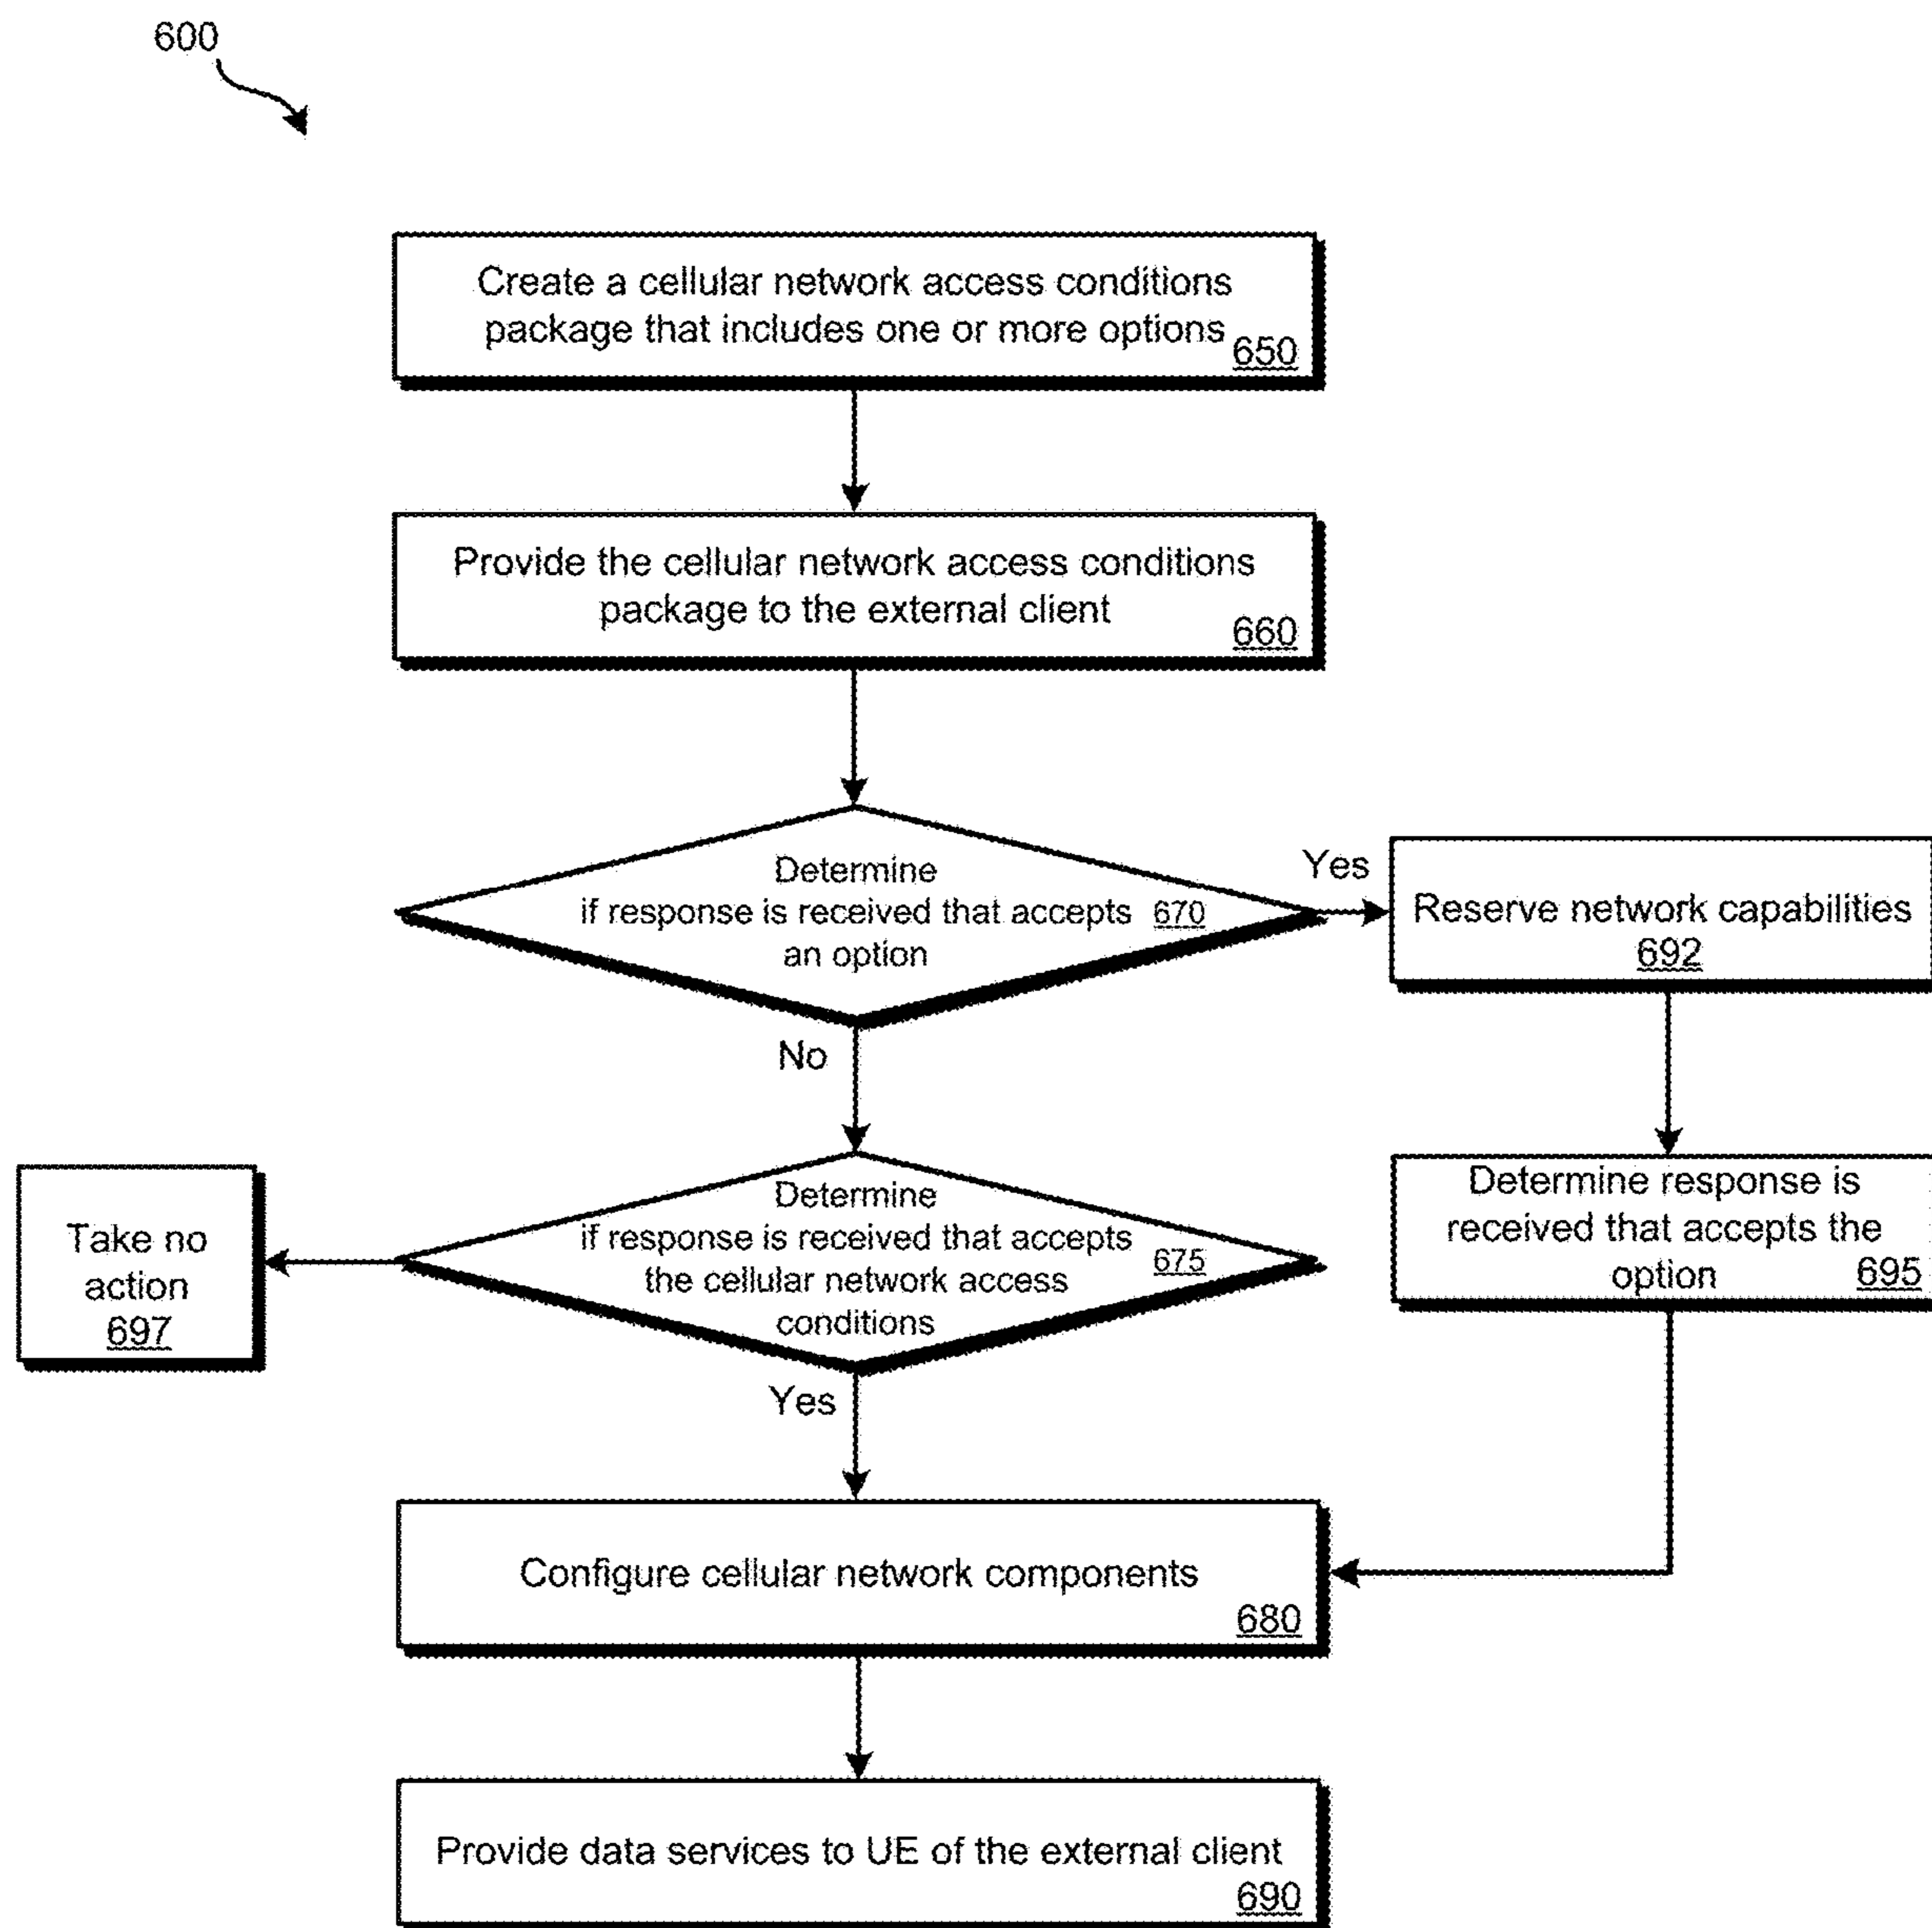 600
Create a cellular network access conditions
package that includes one or more options
650
Provide the cellular network access conditions
package to the external client
660
Determine
if response is received that accepts 670
an option
Yes
Reserve network capabilities
692
No
Determine
if response is received that accepts
675
the cellular network access
conditions
Take no
action
697
Determine response is
received that accepts the
option 695
Yes
Configure cellular network components
680
Provide data services to UE of the external client
690